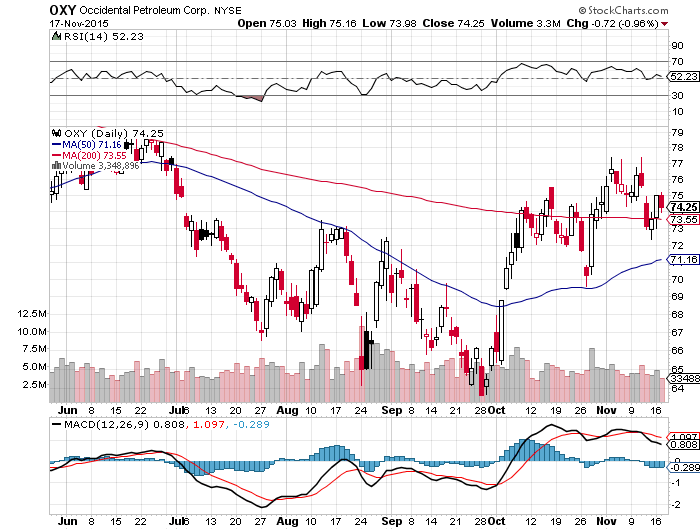 OXY Occidental Petroleum Corp. NYSE
© StockCharts.com
17-Nov-2015
Open 75.03 High 75.16 Low 73.98 Close 74.25 Volume 3.3M Chg -0.72 (-0.96%)
RSI(14) 52.23
90
70
52.23
30
10
OXY (Daily) 74.25
MA(50) 71.16
MA(200) 73.55
Volume 3,348,896
79
78
77
76
75
74.25
73.55
72
71.16
70
69
68
67
66
65
64
12.5M
10.0M
7.5M
5.0M
2.5M
Jun 8 15 22 Jul 6 13 20 27 Aug 10 17 24 Sep 8 14 21 28 Oct 12 19 26 Nov 9 16
MACD(12,26,9) 0.808, 1.097, -0.289
2
1
0
-1
-2
1.097
0.808
-0.289
Jun 8 15 22 Jul 6 13 20 27 Aug 10 17 24 Sep 8 14 21 28 Oct 12 19 26 Nov 9 16